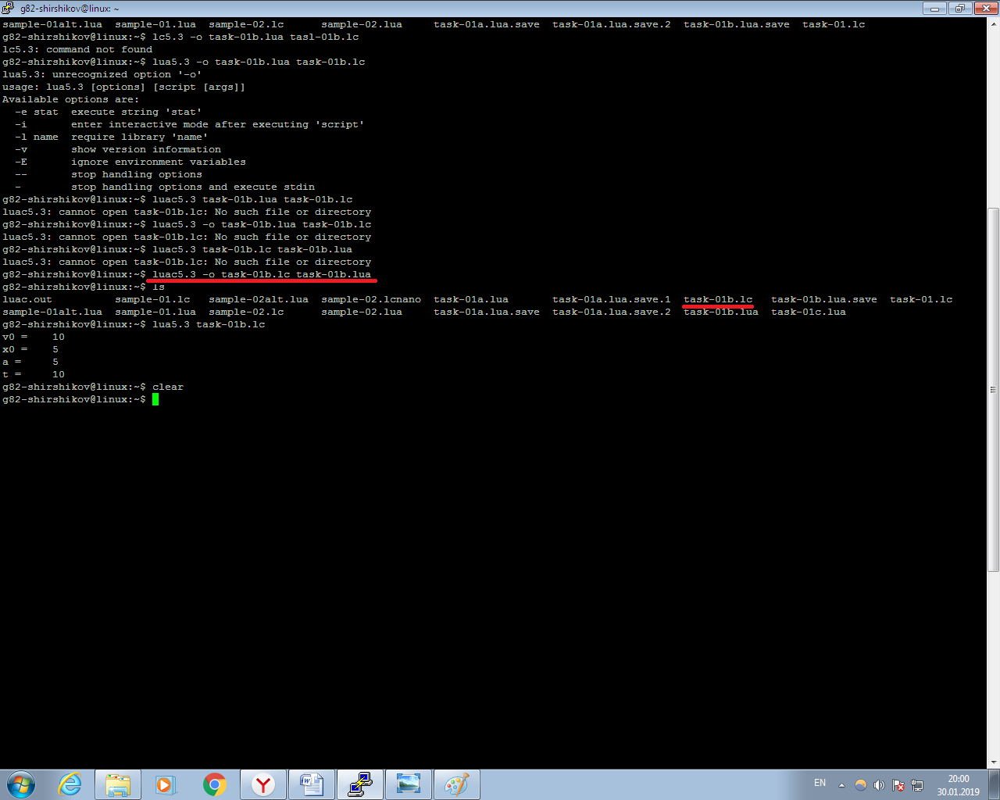 g82-shirshikov@linux: ~
sample-01alt.lua  sample-01.lua  sample-02.lc      sample-02.lua     task-01a.lua.save  task-01a.lua.save.2  task-01b.lua.save  task-01.lc
g82-shirshikov@linux:~$ lc5.3 -o task-01b.lua tasl-01b.lc
lc5.3: command not found
g82-shirshikov@linux:~$ lua5.3 -o task-01b.lua task-01b.lc
lua5.3: unrecognized option '-o'
usage: lua5.3 [options] [script [args]]
Available options are:
  -e stat  execute string 'stat'
  -i       enter interactive mode after executing 'script'
  -l name  require library 'name'
  -v       show version information
  -E       ignore environment variables
  --       stop handling options
  -        stop handling options and execute stdin
g82-shirshikov@linux:~$ luac5.3 task-01b.lua task-01b.lc
luac5.3: cannot open task-01b.lc: No such file or directory
g82-shirshikov@linux:~$ luac5.3 -o task-01b.lua task-01b.lc
luac5.3: cannot open task-01b.lc: No such file or directory
g82-shirshikov@linux:~$ luac5.3 task-01b.lc task-01b.lua
luac5.3: cannot open task-01b.lc: No such file or directory
g82-shirshikov@linux:~$ luac5.3 -o task-01b.lc task-01b.lua
g82-shirshikov@linux:~$ ls
luac.out          sample-01.lc   sample-02alt.lua  sample-02.lcnano  task-01a.lua       task-01a.lua.save.1  task-01b.lc   task-01b.lua.save  task-01.lc
sample-01alt.lua  sample-01.lua  sample-02.lc      sample-02.lua     task-01a.lua.save  task-01a.lua.save.2  task-01b.lua  task-01c.lua
g82-shirshikov@linux:~$ lua5.3 task-01b.lc
v0 =    10
x0 =    5
a =     5
t =     10
g82-shirshikov@linux:~$ clear
g82-shirshikov@linux:~$
EN
20:00
30.01.2019